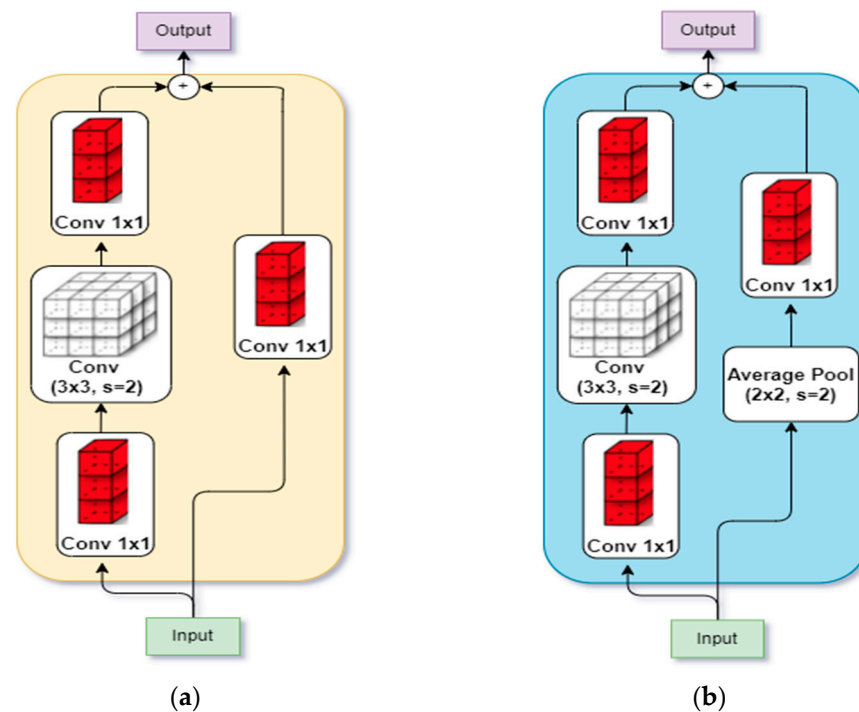 Output
+
Conv 1x1
Conv 1x1
Conv
(3x3, s=2)
Conv 1x1
Input
(a)
Output
+
Conv 1x1
Conv 1x1
Conv
(3x3, s=2)
Average Pool
(2x2, s=2)
Conv 1x1
Input
(b)